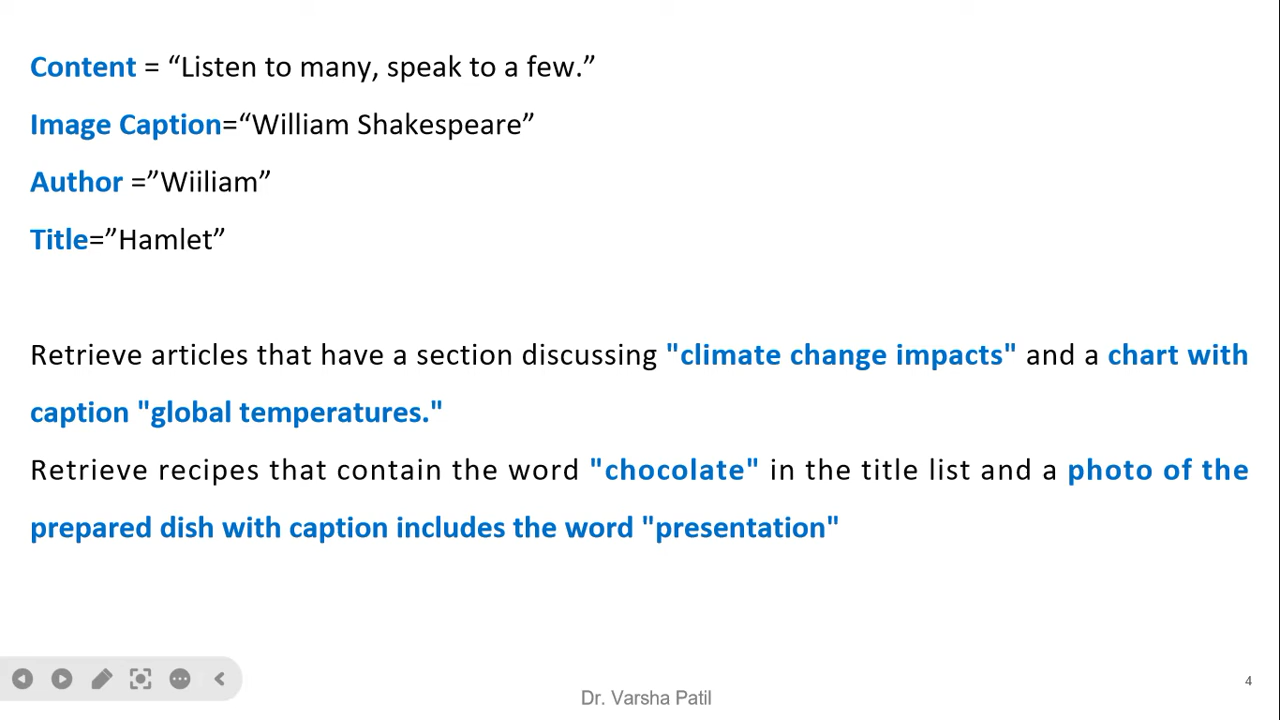 Content = “Listen to many, speak to a few.”
Image Caption=“William Shakespeare”
Author =”Wiiliam”
Title=”Hamlet”
Retrieve articles that have a section discussing "climate change impacts" and a chart with
caption "global temperatures."
Retrieve recipes that contain the word "chocolate" in the title list and a photo of the
prepared dish with caption includes the word "presentation"
4
Dr. Varsha Patil